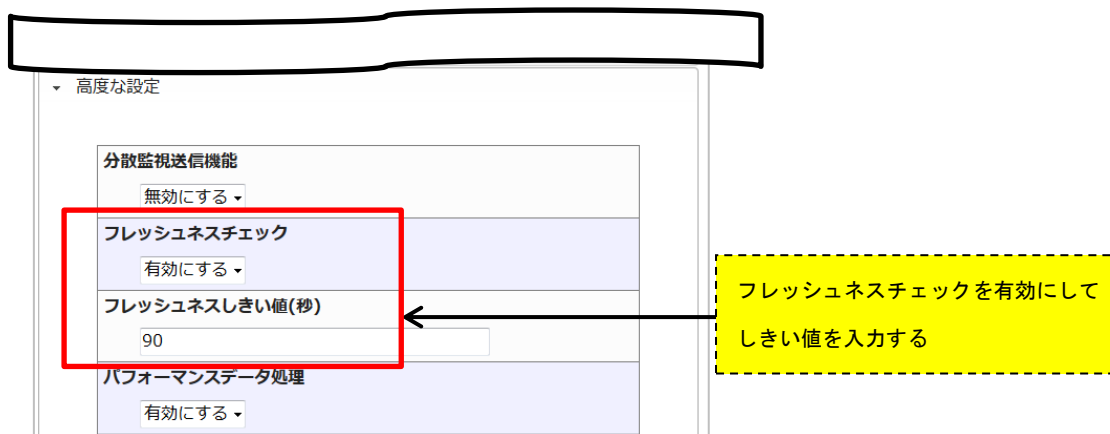 高度な設定
分散監視送信機能
無効にする
フレッシュネスチェック
有効にする
フレッシュネスしきい値(秒)
90
パフォーマンスデータ処理
有効にする
フレッシュネスチェックを有効にして
しきい値を入力する